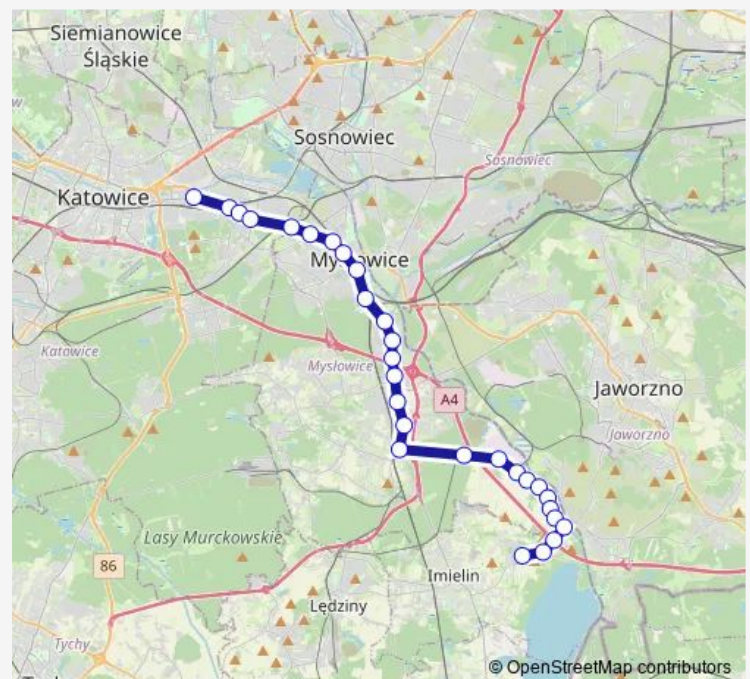 Siemianowice
Śląskie
Sosnowiec
Sosnowiec
Katowice
Mysłowice
Katowice
Mysłowice
A4
Jaworzno
Jaworzno
Lasy Murckowskie
86
Imielin
Lędziny
Tychy
© OpenStreetMap contributors